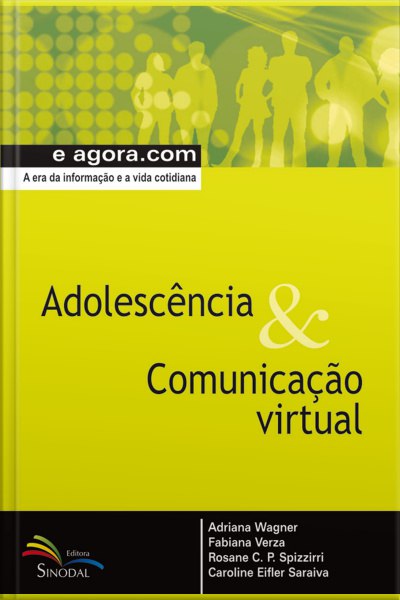 e agora.com
A era da informação e a vida cotidiana
Adolescência
&
Comunicação
virtual
Adriana Wagner
Fabiana Verza
Rosane C. P. Spizzirri
Caroline Eifler Saraiva
Editora
SINODAL